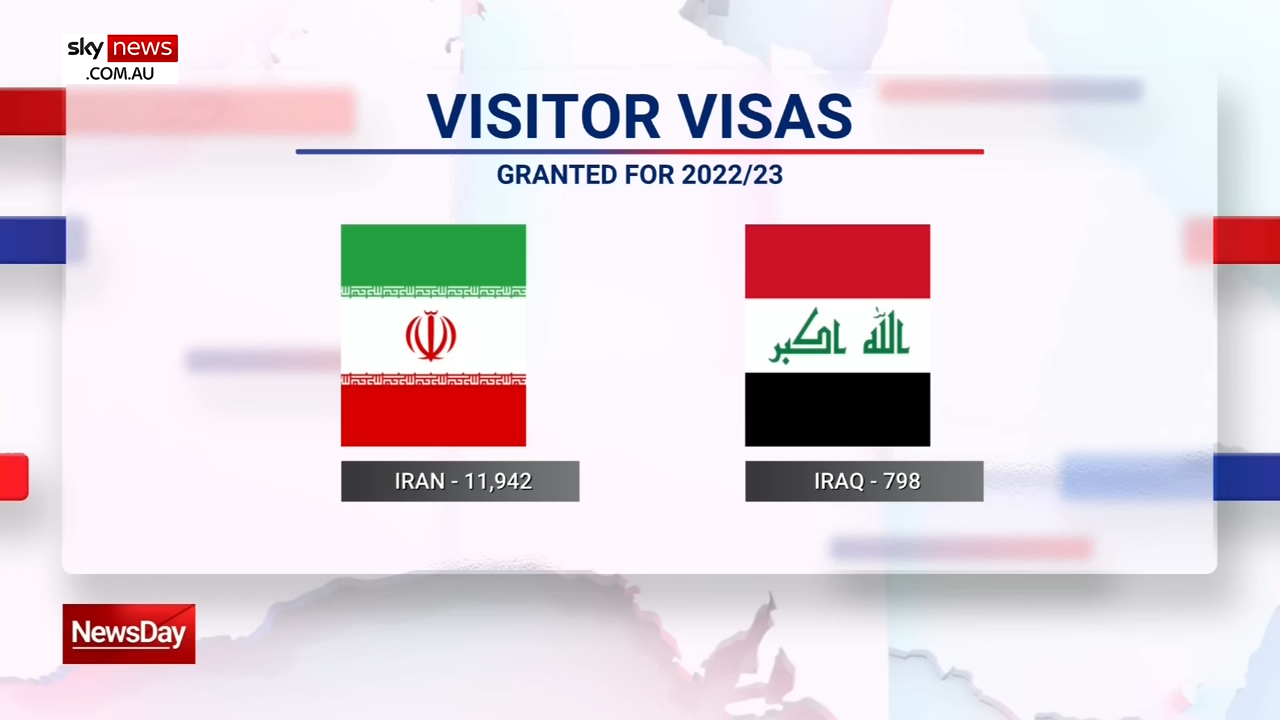 sky news
.COM.AU
VISITOR VISAS
GRANTED FOR 2022/23
الله اكبر
IRAN - 11,942
IRAQ - 798
NewsDay